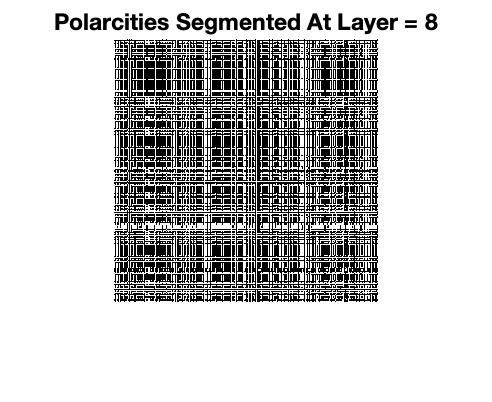 Polarcities Segmented At Layer = 8